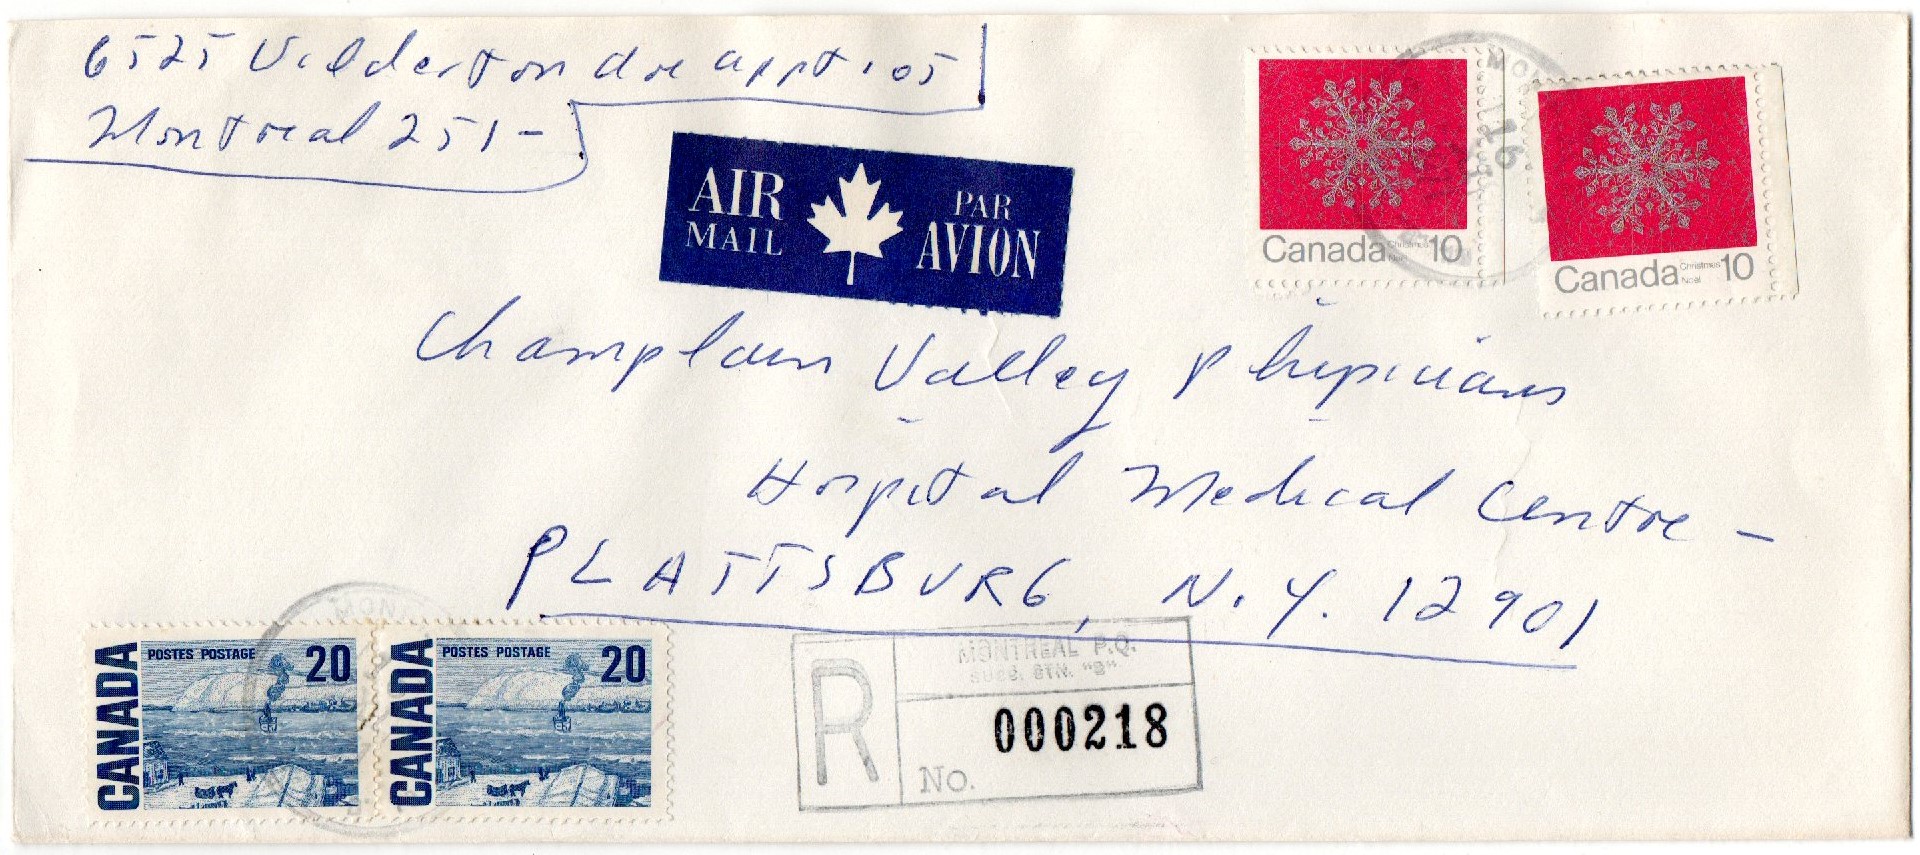 6525 Wilderton Ave appt 105
Montreal 251-
AIR MAIL PAR AVION
Canada Christmas Noël 10
Canada Christmas Noël 10
Champlain Valley Physicians
Hospital Medical Centre -
PLATTSBURG, N.Y. 12901
CANADA POSTES POSTAGE 20
CANADA POSTES POSTAGE 20
R
MONTREAL P.Q.
SUCC. STN.
No. 000218